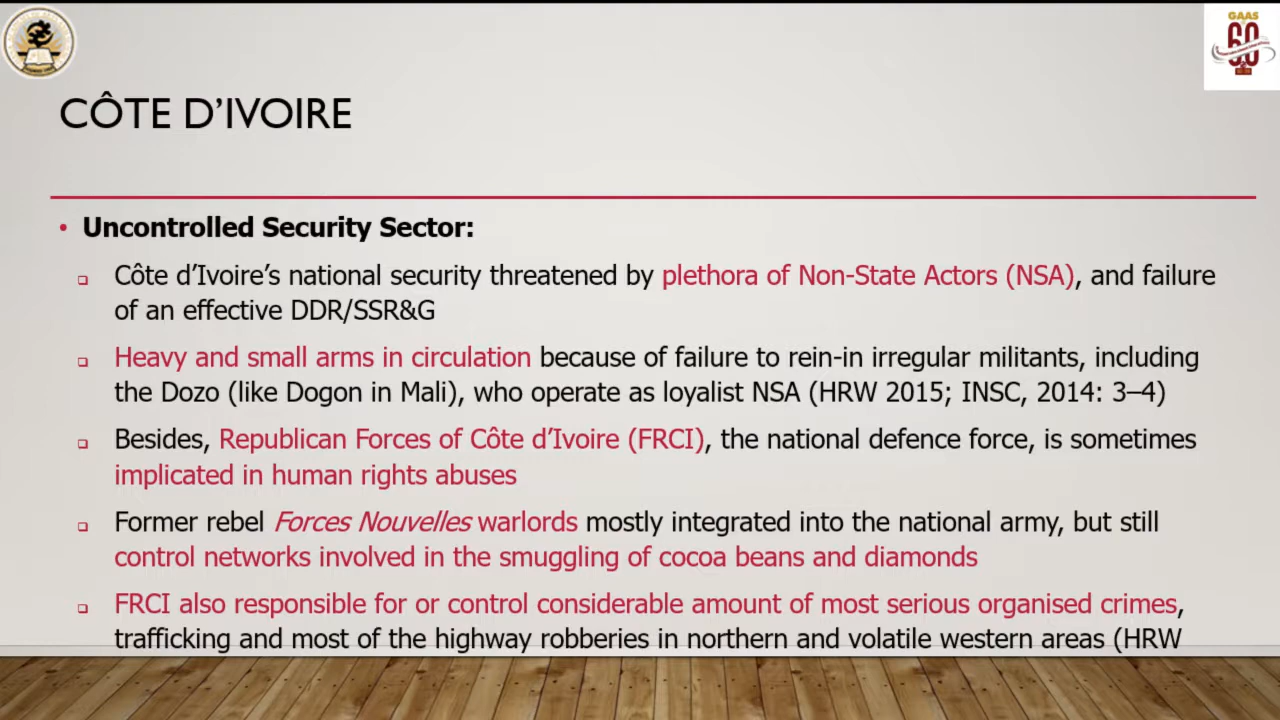 GAAS
60
CÔTE D’IVOIRE
• Uncontrolled Security Sector:
❑ Côte d’Ivoire’s national security threatened by plethora of Non-State Actors (NSA), and failure
of an effective DDR/SSR&G
❑ Heavy and small arms in circulation because of failure to rein-in irregular militants, including
the Dozo (like Dogon in Mali), who operate as loyalist NSA (HRW 2015; INSC, 2014: 3–4)
❑ Besides, Republican Forces of Côte d’Ivoire (FRCI), the national defence force, is sometimes
implicated in human rights abuses
❑ Former rebel Forces Nouvelles warlords mostly integrated into the national army, but still
control networks involved in the smuggling of cocoa beans and diamonds
❑ FRCI also responsible for or control considerable amount of most serious organised crimes,
trafficking and most of the highway robberies in northern and volatile western areas (HRW